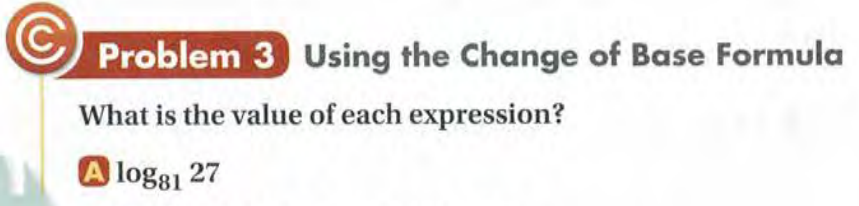 © Problem 3 Using the Change of Base Formula
What is the value of each expression?
A log₈₁ 27